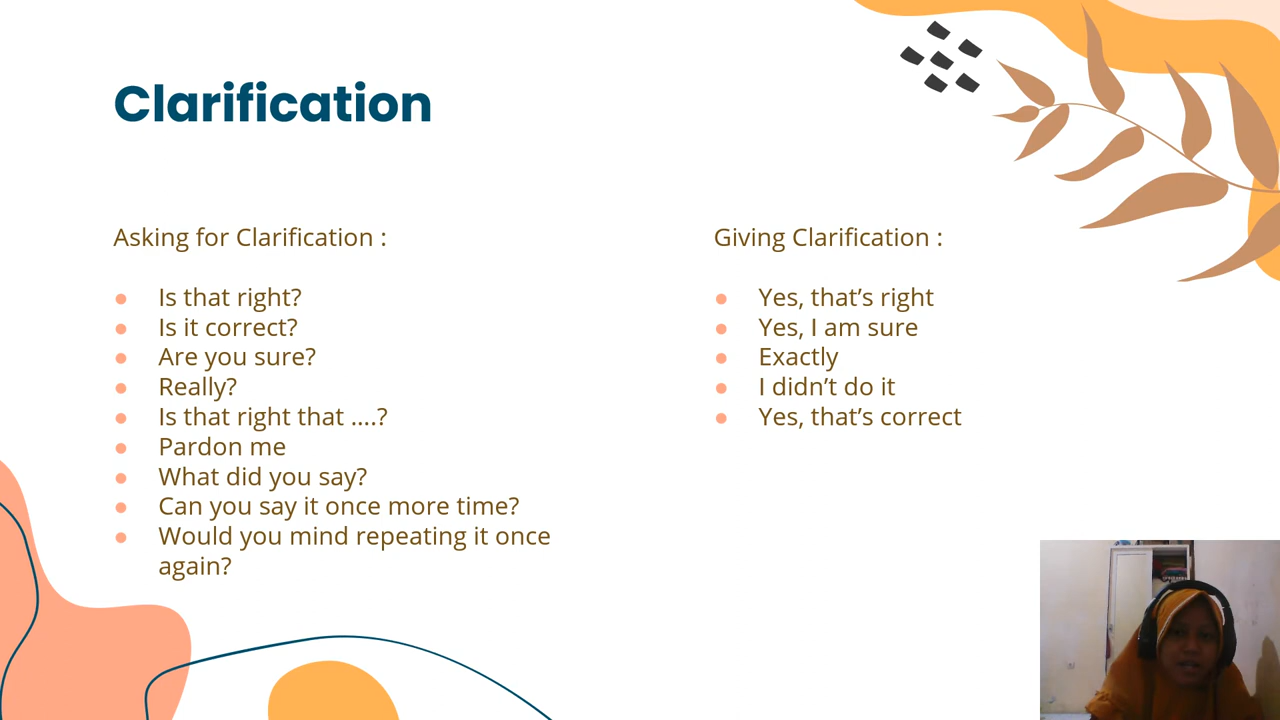 Clarification
Asking for Clarification :
Is that right?
Is it correct?
Are you sure?
Really?
Is that right that ....?
Pardon me
What did you say?
Can you say it once more time?
Would you mind repeating it once
again?
Giving Clarification :
Yes, that’s right
Yes, I am sure
Exactly
I didn’t do it
Yes, that’s correct